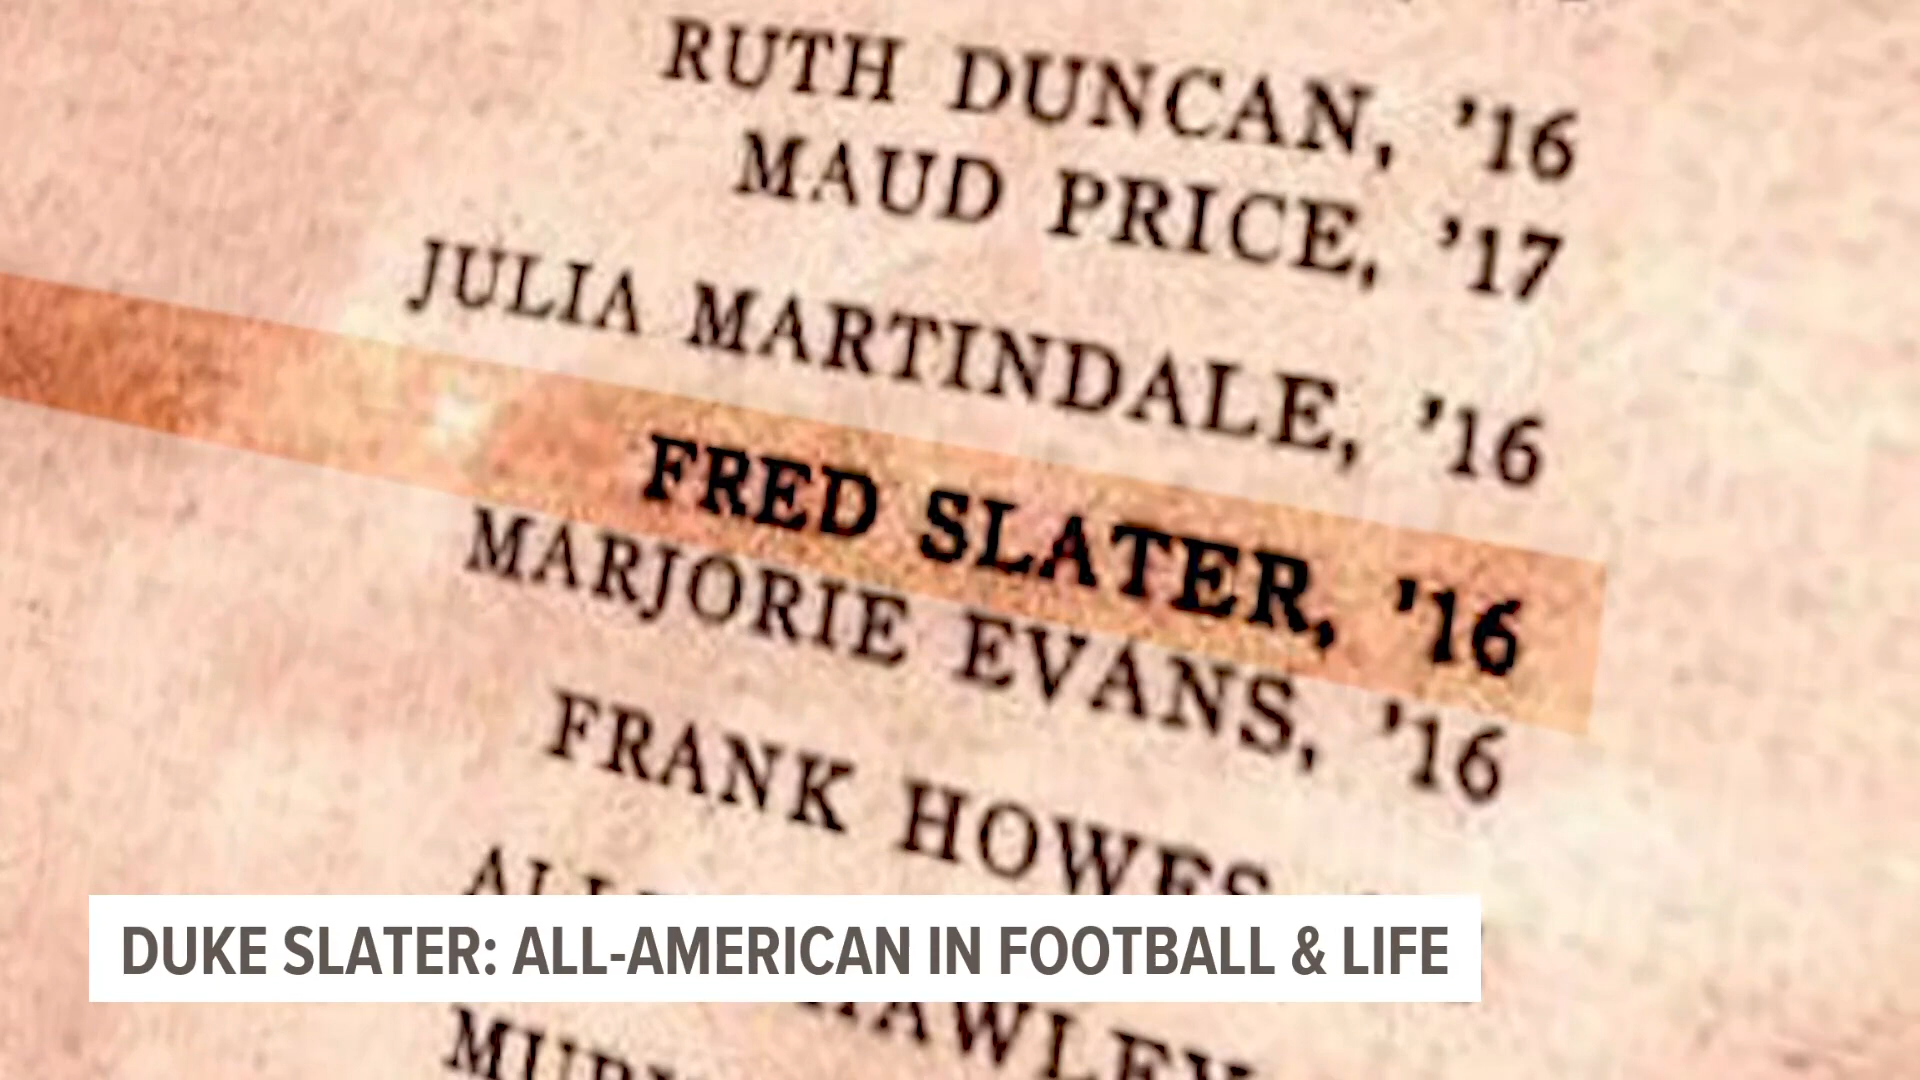 RUTH DUNCAN, '16
MAUD PRICE, '17
JULIA MARTINDALE, '16
FRED SLATER, '16
MARJORIE EVANS, '16
FRANK HOWES
DUKE SLATER: ALL-AMERICAN IN FOOTBALL & LIFE